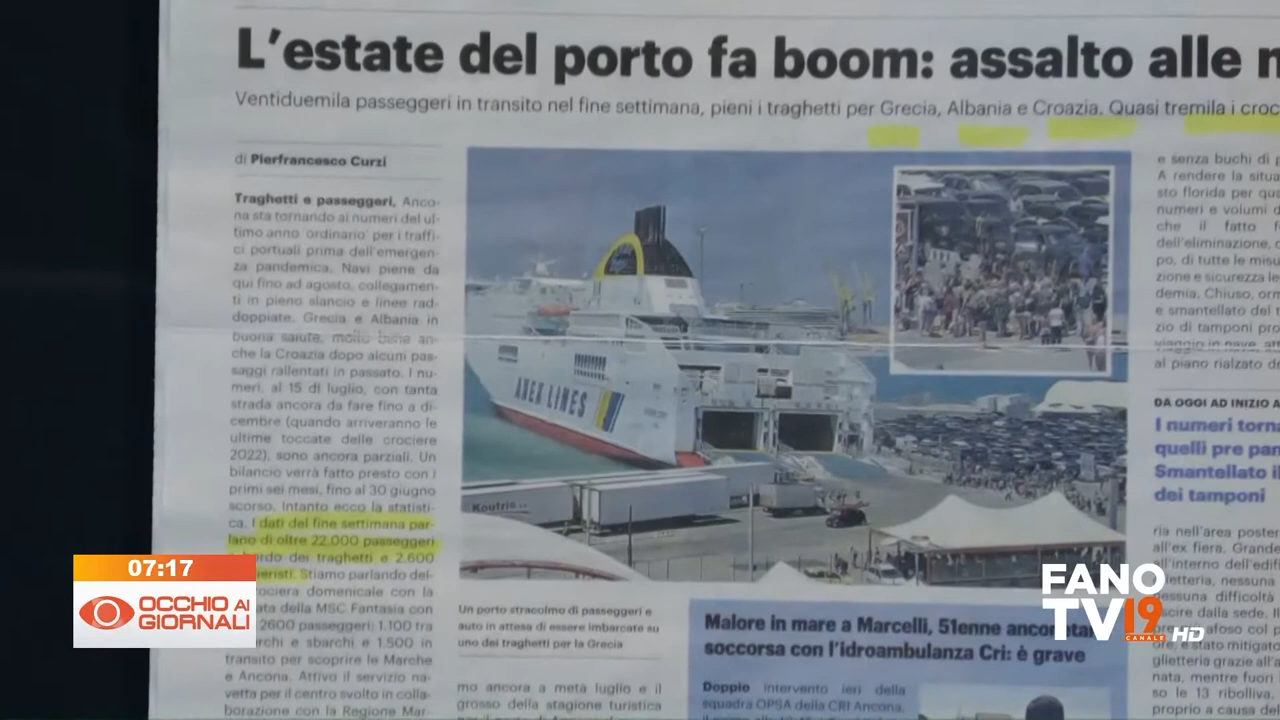 L'estate del porto fa boom: assalto alle
Ventiduemila passeggeri in transito nel fine settimana, pieni i traghetti per Grecia, Albania e Croazia. Quasi tremila i croc
di Pierfrancesco Curzi
Traghetti e passeggeri, Anco-
na sta tornando ai numeri del ul-
timo anno 'ordinario' per i traffi-
ci portuali prima dell'emergen-
za pandemica. Navi piene da
qui fino ad agosto, collegamen-
ti in pieno slancio e linee rad-
doppiate. Grecia e Albania in
buona salute, molto bene an-
che la Croazia dopo alcuni pas-
saggi rallentati in passato. I nu-
meri, al 15 di luglio, con tanta
strada ancora da fare fino a di-
cembre (quando arriveranno le
ultime toccate delle crociere
2022), sono ancora parziali. Un
bilancio verrà fatto presto con i
primi sei mesi, fino al 30 giugno
scorso. Intanto ecco la statisti-
ca. I dati del fine settimana par-
lano di oltre 22.000 passeggeri
bordo dei traghetti e 2.600
Stiamo parlando del-
crociera domenicale con la
della MSC Fantasia con
2600 passeggeri: 1.100 fra
e sbarchi e 1.500 in
transito per scoprire le Marche
e Ancona. Attivo il servizio na-
vetta per il centro svolto in colla-
borazione con la Regione Mar-
ANEK LINES
Koutris
Un porto stracolmo di passeggeri e
auto in attesa di essere imbarcate su
uno dei traghetti per la Grecia
mo ancora a metà luglio e il
grosso della stagione turistica
Malore in mare a Marcelli, 51enne anconetana
soccorsa con l'idroambulanza Cri: è grave
Doppio intervento ieri della
squadra OPSA della CRI Ancona,
e senza buchi di
A rendere la situa
sto florida per qu
numeri e volumi d
che il fatto
dell'eliminazione,
po, di tutte le misu
zione e sicurezza le
demia. Chiuso, orm
e smantellato del
zio di tamponi pro
viaggio in nave, att
al piano rialzato de
DA OGGI AD INIZIO A
I numeri torna
quelli pre pan
Smantellato il
dei tamponi
ria nell'area poster
all'ex fiera. Grande
all'interno dell'edif
nessuna
nessuna difficoltà
uscire dalla sede. Il
afoso col p
è stato mitigato
glietteria grazie all'a
nata, mentre fuori
so le 13 ribolliva.
proprio a causa del
07:17
OCCHIO AI
GIORNALI
FANO
TV19
CANALE HD